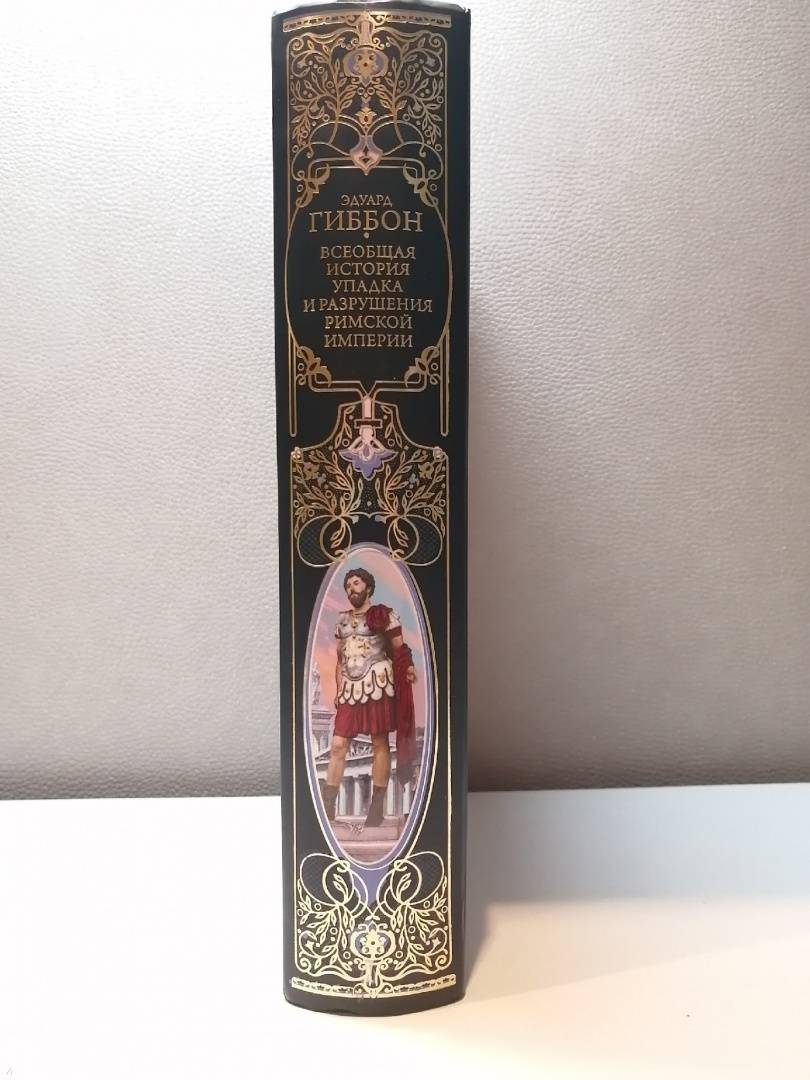 ЭДУАРД
ГИББОН
ВСЕОБЩАЯ
ИСТОРИЯ
УПАДКА
И РАЗРУШЕНИЯ
РИМСКОЙ
ИМПЕРИИ